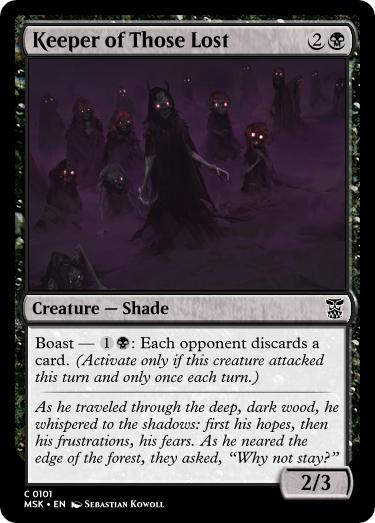 Keeper of Those Lost 2
Creature — Shade
Boast — 1: Each opponent discards
a card. (Activate only if this creature attacked
this turn and only once each turn.)
As he traveled through the deep, dark wood, he
whispered to the shadows: first his hopes, then
his frustrations, his fears. As he neared the
edge of the forest, they asked, “Why not stay?”
2/3
C 0101
MSK • EN Sebastian Kowoll